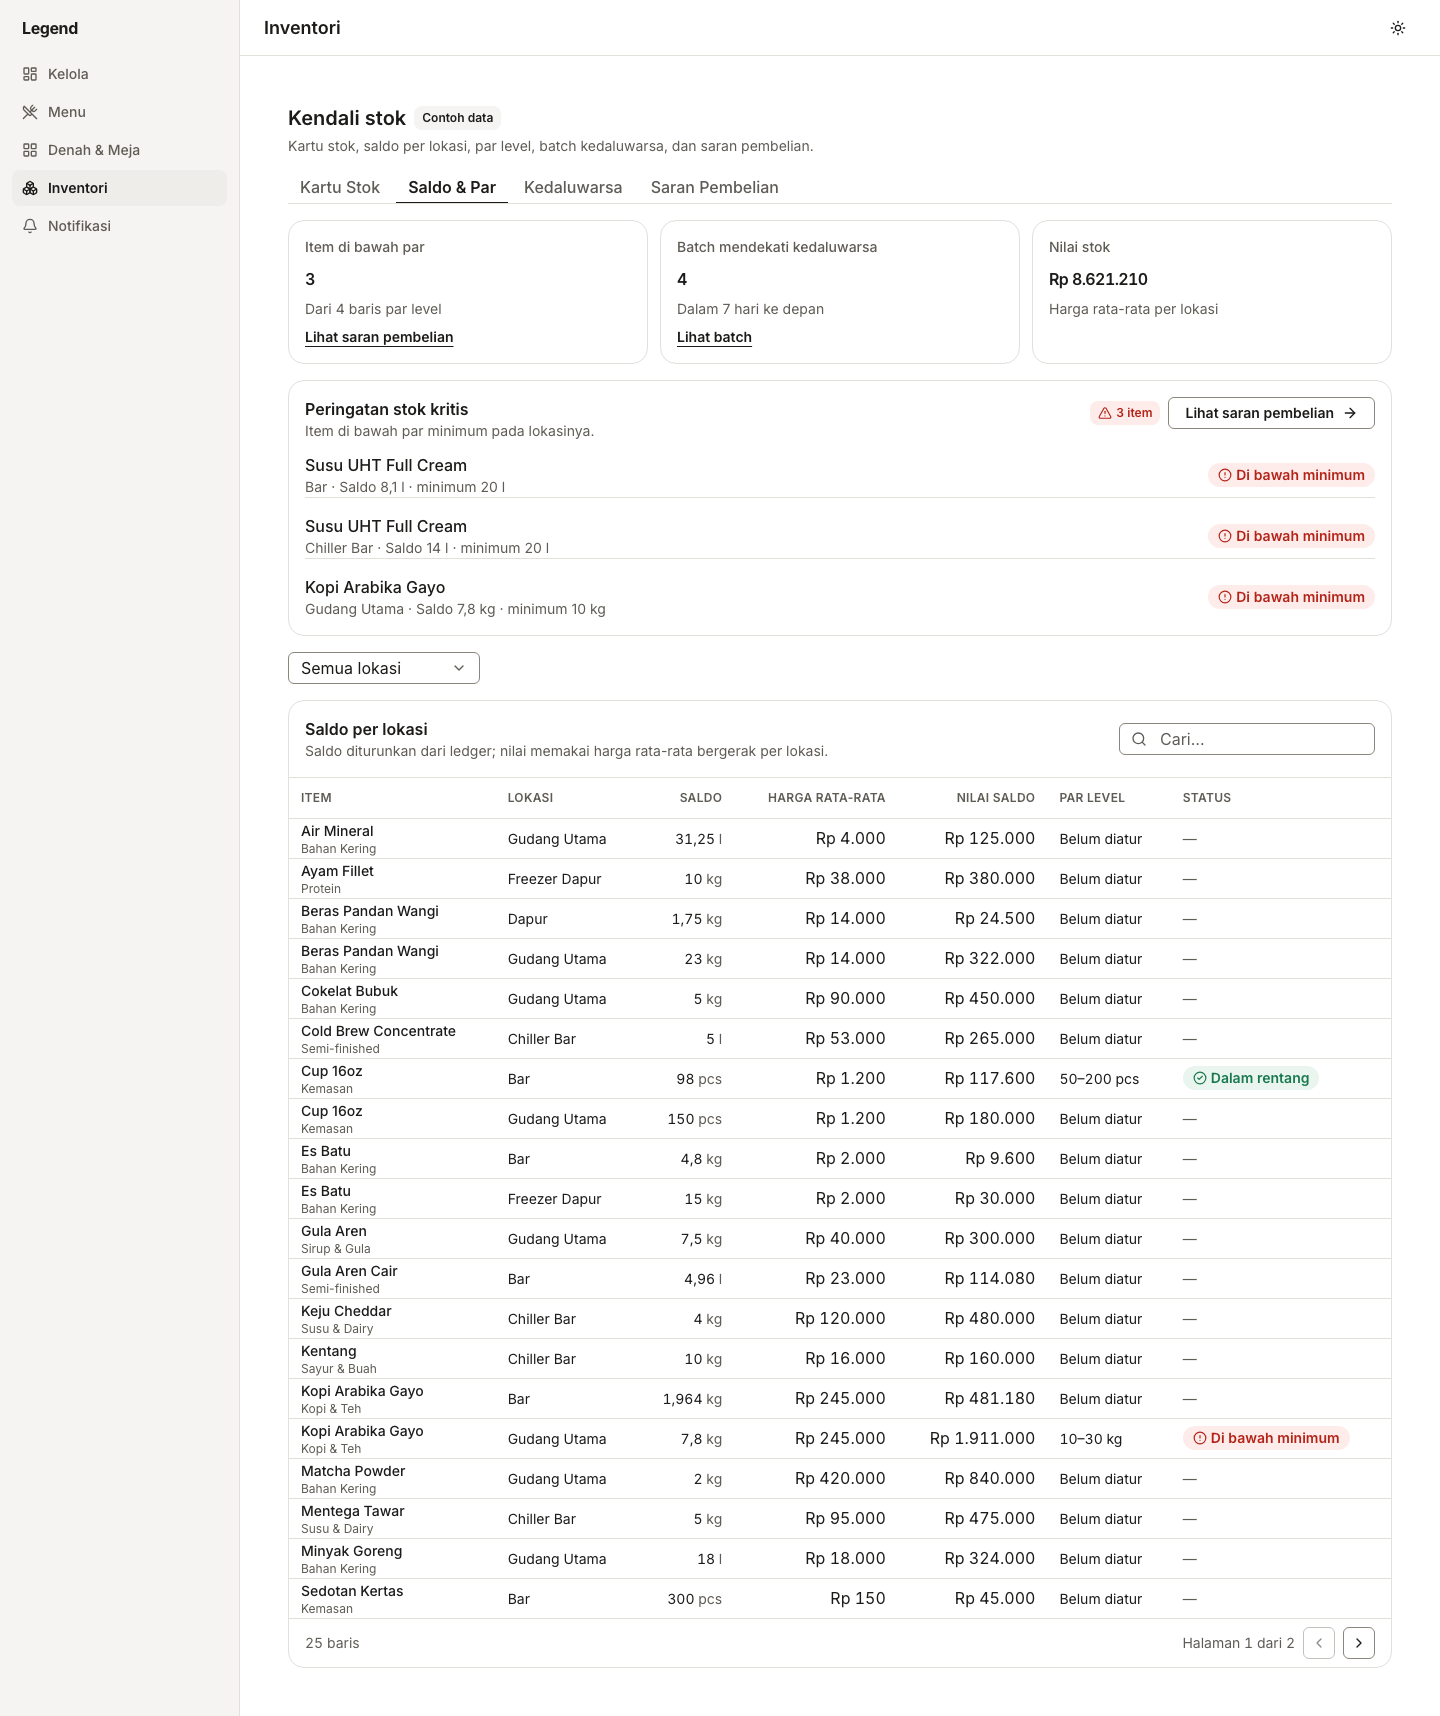 Legend
Kelola
Menu
Denah & Meja
Inventori
Notifikasi
Inventori
Kendali stok
Contoh data
Kartu stok, saldo per lokasi, par level, batch kedaluwarsa, dan saran pembelian.
Kartu Stok Saldo & Par Kedaluwarsa Saran Pembelian
Item di bawah par
3
Dari 4 baris par level
Lihat saran pembelian
Batch mendekati kedaluwarsa
4
Dalam 7 hari ke depan
Lihat batch
Nilai stok
Rp 8.621.210
Harga rata-rata per lokasi
Peringatan stok kritis
Item di bawah par minimum pada lokasinya.
3 item
Lihat saran pembelian
Susu UHT Full Cream
Bar · Saldo 8,1 l · minimum 20 l
Di bawah minimum
Susu UHT Full Cream
Chiller Bar · Saldo 14 l · minimum 20 l
Di bawah minimum
Kopi Arabika Gayo
Gudang Utama · Saldo 7,8 kg · minimum 10 kg
Di bawah minimum
Semua lokasi
Saldo per lokasi
Saldo diturunkan dari ledger; nilai memakai harga rata-rata bergerak per lokasi.
Cari...
ITEM LOKASI SALDO HARGA RATA-RATA NILAI SALDO PAR LEVEL STATUS
Air Mineral
Bahan Kering
Gudang Utama 31,25 l Rp 4.000 Rp 125.000 Belum diatur —
Ayam Fillet
Protein
Freezer Dapur 10 kg Rp 38.000 Rp 380.000 Belum diatur —
Beras Pandan Wangi
Bahan Kering
Dapur 1,75 kg Rp 14.000 Rp 24.500 Belum diatur —
Beras Pandan Wangi
Bahan Kering
Gudang Utama 23 kg Rp 14.000 Rp 322.000 Belum diatur —
Cokelat Bubuk
Bahan Kering
Gudang Utama 5 kg Rp 90.000 Rp 450.000 Belum diatur —
Cold Brew Concentrate
Semi-finished
Chiller Bar 5 l Rp 53.000 Rp 265.000 Belum diatur —
Cup 16oz
Kemasan
Bar 98 pcs Rp 1.200 Rp 117.600 50–200 pcs Dalam rentang
Cup 16oz
Kemasan
Gudang Utama 150 pcs Rp 1.200 Rp 180.000 Belum diatur —
Es Batu
Bahan Kering
Bar 4,8 kg Rp 2.000 Rp 9.600 Belum diatur —
Es Batu
Bahan Kering
Freezer Dapur 15 kg Rp 2.000 Rp 30.000 Belum diatur —
Gula Aren
Sirup & Gula
Gudang Utama 7,5 kg Rp 40.000 Rp 300.000 Belum diatur —
Gula Aren Cair
Semi-finished
Bar 4,96 l Rp 23.000 Rp 114.080 Belum diatur —
Keju Cheddar
Susu & Dairy
Chiller Bar 4 kg Rp 120.000 Rp 480.000 Belum diatur —
Kentang
Sayur & Buah
Chiller Bar 10 kg Rp 16.000 Rp 160.000 Belum diatur —
Kopi Arabika Gayo
Kopi & Teh
Bar 1,964 kg Rp 245.000 Rp 481.180 Belum diatur —
Kopi Arabika Gayo
Kopi & Teh
Gudang Utama 7,8 kg Rp 245.000 Rp 1.911.000 10–30 kg Di bawah minimum
Matcha Powder
Bahan Kering
Gudang Utama 2 kg Rp 420.000 Rp 840.000 Belum diatur —
Mentega Tawar
Susu & Dairy
Chiller Bar 5 kg Rp 95.000 Rp 475.000 Belum diatur —
Minyak Goreng
Bahan Kering
Gudang Utama 18 l Rp 18.000 Rp 324.000 Belum diatur —
Sedotan Kertas
Kemasan
Bar 300 pcs Rp 150 Rp 45.000 Belum diatur —
25 baris
Halaman 1 dari 2